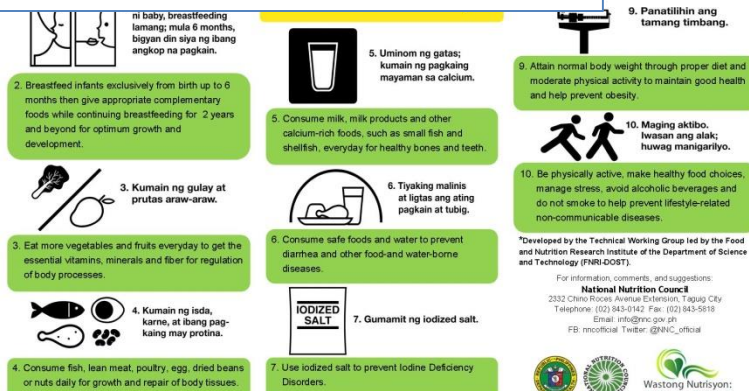 ni baby, breastfeeding
lamang; mula 6 months,
bigyan din siya ng ibang
angkop na pagkain.
2. Breastfeed infants exclusively from birth up to 6
months then give appropriate complementary
foods while continuing breastfeeding for 2 years
and beyond for optimum growth and
development.
3. Kumain ng gulay at
prutas araw-araw.
3. Eat more vegetables and fruits everyday to get the
essential vitamins, minerals and fiber for regulation
of body processes.
4. Kumain ng isda,
karne, at ibang pag-
kaing may protina.
4. Consume fish, lean meat, poultry, egg, dried beans
or nuts daily for growth and repair of body tissues.
5. Uminom ng gatas;
kumain ng pagkaing
mayaman sa calcium.
5. Consume milk, milk products and other
calcium-rich foods, such as small fish and
shellfish, everyday for healthy bones and teeth.
6. Tiyaking malinis
at ligtas ang ating
pagkain at tubig.
6. Consume safe foods and water to prevent
diarrhea and other food-and water-borne
diseases.
IODIZED
SALT
7. Gumamit ng iodized salt.
7. Use iodized salt to prevent Iodine Deficiency
Disorders.
9. Panatilihin ang
tamang timbang.
9. Attain normal body weight through proper diet and
moderate physical activity to maintain good health
and help prevent obesity.
10. Maging aktibo.
Iwasan ang alak;
huwag manigarilyo.
10. Be physically active, make healthy food choices,
manage stress, avoid alcoholic beverages and
do not smoke to help prevent lifestyle-related
non-communicable diseases.
*Developed by the Technical Working Group led by the Food
and Nutrition Research Institute of the Department of Science
and Technology (FNRI-DOST).
For information, comments, and suggestions:
National Nutrition Council
2332 Chino Roces Avenue Extension, Taguig City
Telephone: (02) 843-0142 Fax: (02) 843-5818
Email: info@nnc.gov.ph
FB: nncofficial Twitter: @NNC_official
Wastong Nutrisyon: